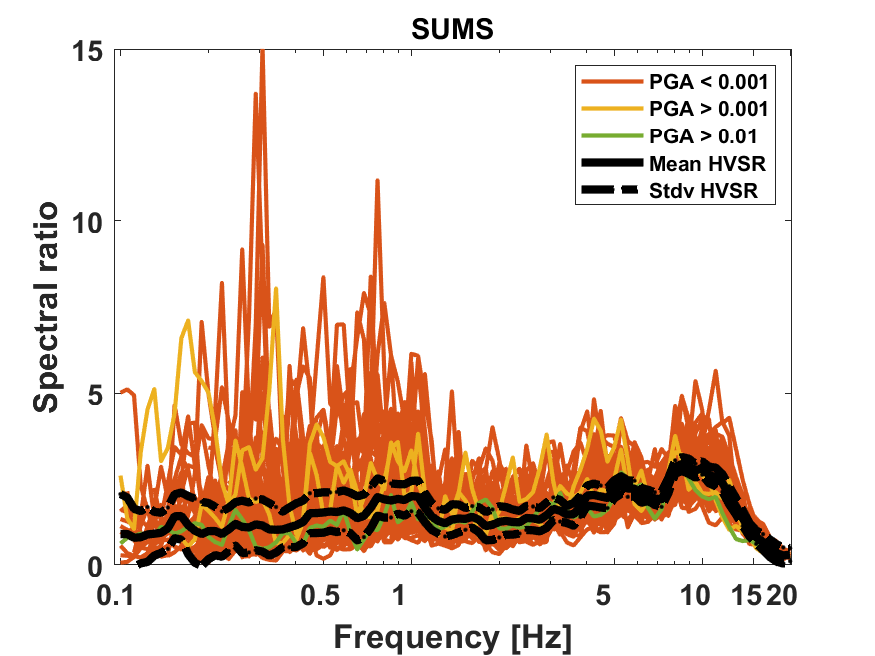 SUMS
15
10
5
0
Spectral ratio
PGA < 0.001
PGA > 0.001
PGA > 0.01
Mean HVSR
Stdv HVSR
0.1 0.5 1 5 10 15 20
Frequency [Hz]